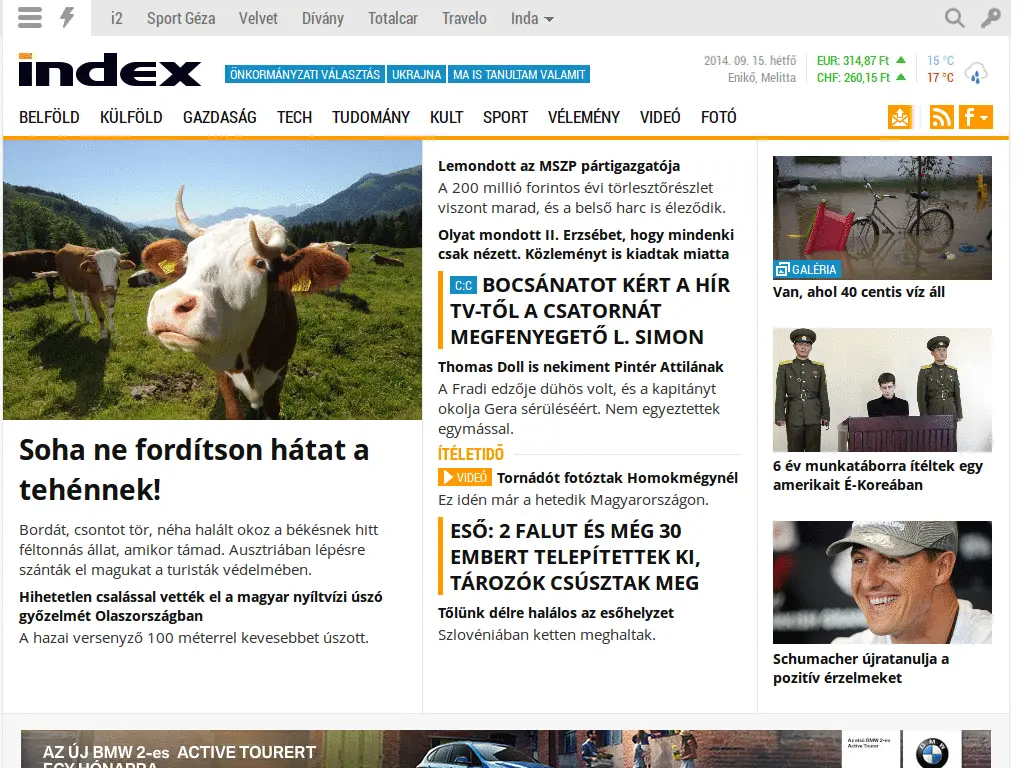 i2 Sport Géza Velvet Dívány Totalcar Travelo Inda
index
ÖNKORMÁNYZATI VÁLASZTÁS UKRAJNA MA IS TANULTAM VALAMIT
2014. 09. 15. hétfő
Enikő, Melitta
EUR: 314,87 Ft
CHF: 260,15 Ft
15 °C
17 °C
BELFÖLD KÜLFÖLD GAZDASÁG TECH TUDOMÁNY KULT SPORT VÉLEMÉNY VIDEÓ FOTÓ
Soha ne fordítson hátat a
tehénnek!
Bordát, csontot tör, néha halált okoz a békésnek hitt
féltonnás állat, amikor támad. Ausztriában lépésre
szánták el magukat a turisták védelmében.
Hihetetlen csalással vették el a magyar nyíltvízi úszó
győzelmét Olaszországban
A hazai versenyző 100 méterrel kevesebbet úszott.
Lemondott az MSZP pártigazgatója
A 200 millió forintos évi törlesztőrészlet
viszont marad, és a belső harc is éleződik.
Olyat mondott II. Erzsébet, hogy mindenki
csak nézett. Közleményt is kiadtak miatta
C:C BOCSÁNATOT KÉRT A HÍR
TV-TŐL A CSATORNÁT
MEGFENYEGETŐ L. SIMON
Thomas Doll is nekiment Pintér Attilának
A Fradi edzője dühös volt, és a kapitányt
okolja Gera sérüléséért. Nem egyeztettek
egymással.
ÍTÉLETIDŐ
VIDEÓ Tornádót fotóztak Homokmégynél
Ez idén már a hetedik Magyarországon.
ESŐ: 2 FALUT ÉS MÉG 30
EMBERT TELEPÍTETTEK KI,
TÁROZÓK CSÚSZTAK MEG
Tőlünk délre halálos az esőhelyzet
Szlovéniában ketten meghaltak.
GALÉRIA
Van, ahol 40 centis víz áll
6 év munkatáborra ítéltek egy
amerikait É-Koreában
Schumacher újratanulja a
pozitív érzelmeket
AZ ÚJ BMW 2-es ACTIVE TOURERT
EGY HÓNAPRA
Az első BMW 2-es
Active Tourer
BMW